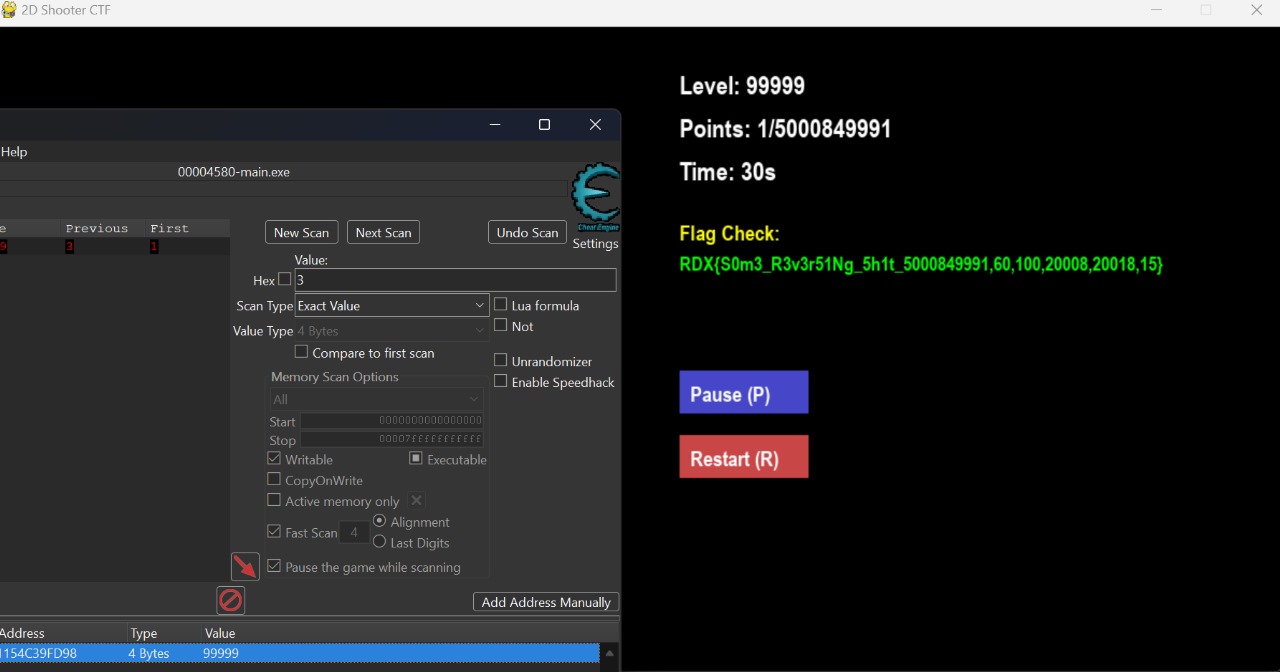 2D Shooter CTF
Help
00004580-main.exe
Cheat Engine
Previous First
9 3 1
New Scan Next Scan Undo Scan
Settings
Value:
Hex 3
Scan Type Exact Value Lua formula
Not
Value Type 4 Bytes
Compare to first scan
Unrandomizer
Enable Speedhack
Memory Scan Options
All
Start 0000000000000000
Stop 00007fffffffffff
Writable Executable
CopyOnWrite
Active memory only
Fast Scan 4 Alignment
Last Digits
Pause the game while scanning
Add Address Manually
Address Type Value
1154C39FD98 4 Bytes 99999
Level: 99999
Points: 1/5000849991
Time: 30s
Flag Check:
RDX{S0m3_R3v3r51Ng_5h1t_5000849991,60,100,20008,20018,15}
Pause (P)
Restart (R)